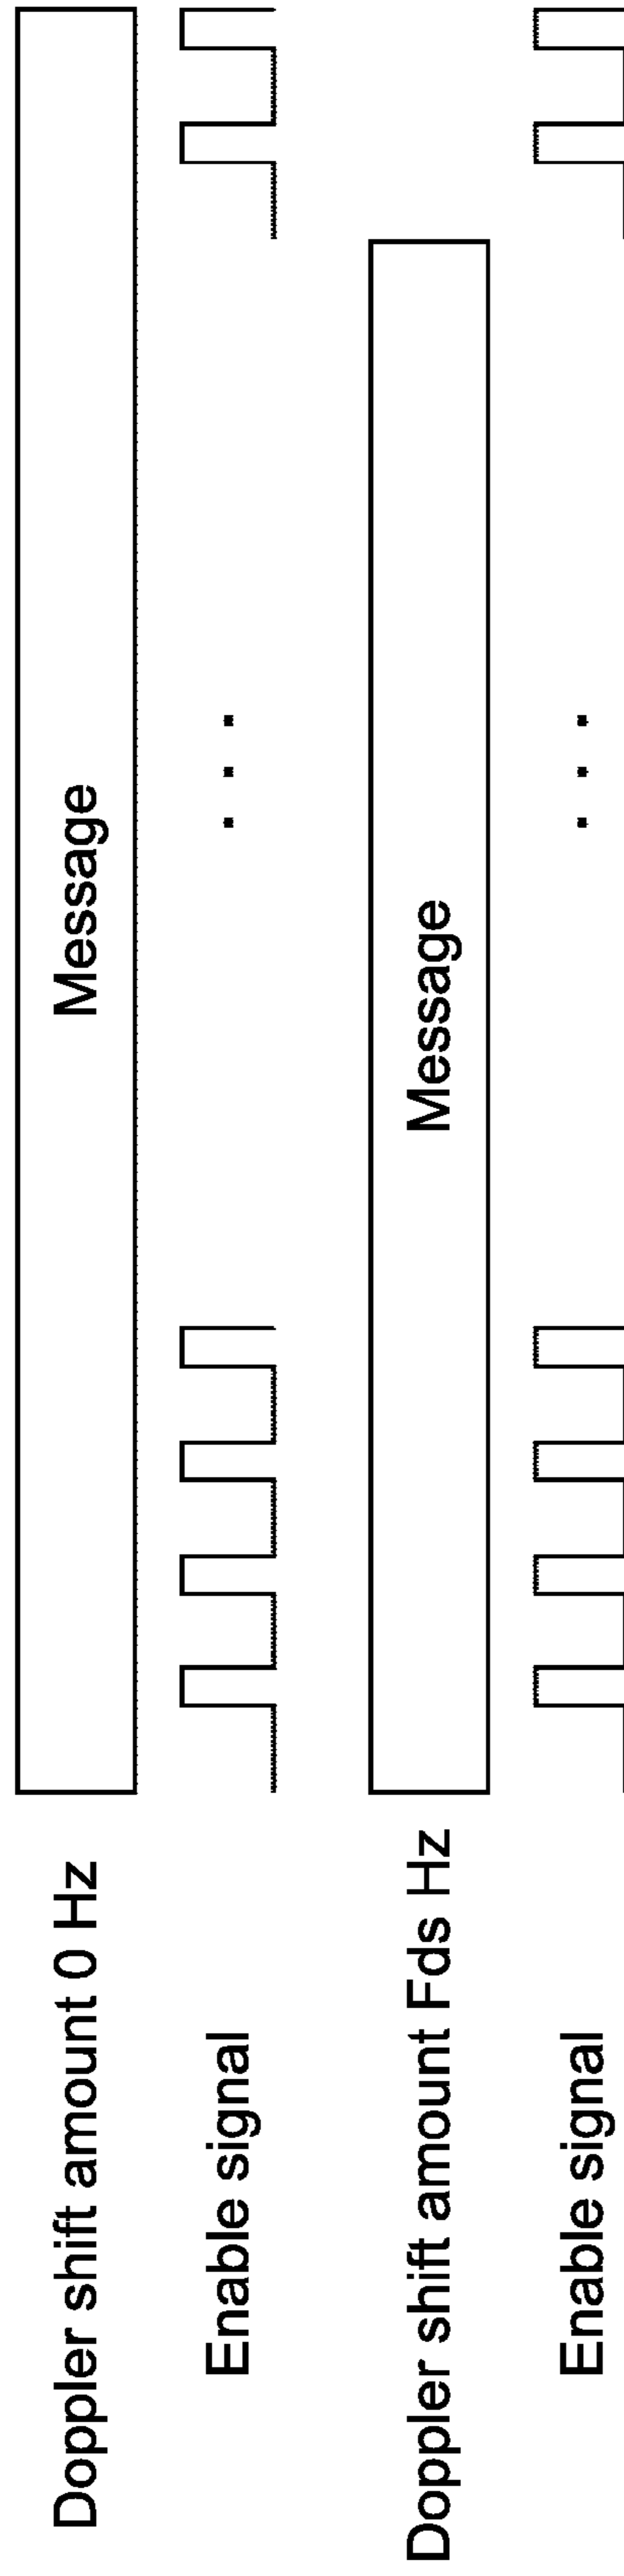 Doppler shift amount 0 Hz
Message
Enable signal
Doppler shift amount Fds Hz
Message
Enable signal